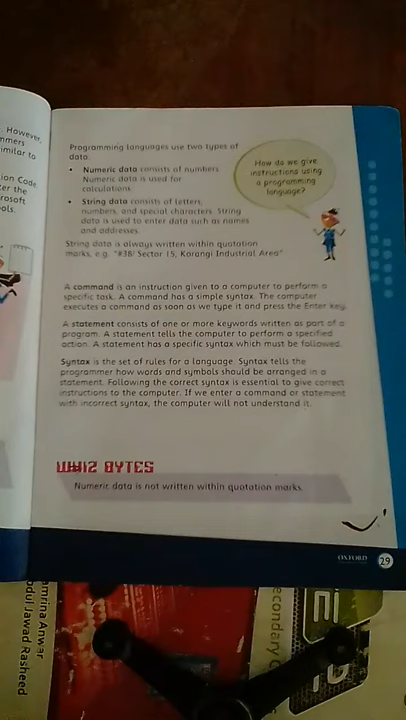 However,
mmers
imilar to
ion Code
ter the
rosoft
ols.
Programming languages use two types of
data:
• Numeric data consists of numbers.
Numeric data is used for
calculations.
• String data consists of letters,
numbers, and special characters. String
data is used to enter data such as names
and addresses.
String data is always written within quotation
marks, e.g. "#3B/ Sector 15, Korangi Industrial Area"
How do we give
instructions using
a programming
language?
A command is an instruction given to a computer to perform a
specific task. A command has a simple syntax. The computer
executes a command as soon as we type it and press the Enter key.
A statement consists of one or more keywords written as part of a
program. A statement tells the computer to perform a specified
action. A statement has a specific syntax which must be followed.
Syntax is the set of rules for a language. Syntax tells the
programmer how words and symbols should be arranged in a
statement. Following the correct syntax is essential to give correct
instructions to the computer. If we enter a command or statement
with incorrect syntax, the computer will not understand it.
WHIZ BYTES
Numeric data is not written within quotation marks.
OXFORD
29
amrina Anwar
odul Jawad Rasheed
econdary